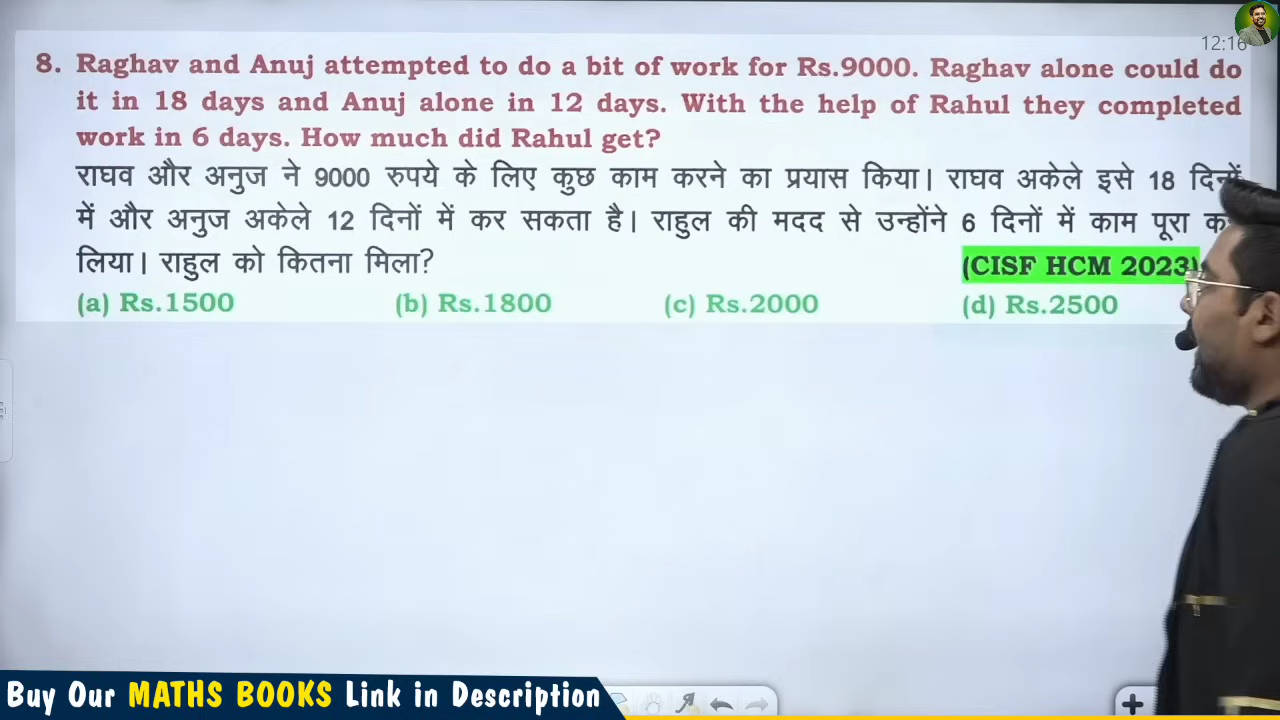 12:16
8. Raghav and Anuj attempted to do a bit of work for Rs.9000. Raghav alone could do
it in 18 days and Anuj alone in 12 days. With the help of Rahul they completed
work in 6 days. How much did Rahul get?
राघव और अनुज ने 9000 रुपये के लिए कुछ काम करने का प्रयास किया। राघव अकेले इसे 18 दिनों
में और अनुज अकेले 12 दिनों में कर सकता है। राहुल की मदद से उन्होंने 6 दिनों में काम पूरा
लिया। राहुल को कितना मिला?
(CISF HCM 2023)
(a) Rs.1500 (b) Rs.1800 (c) Rs.2000 (d) Rs.2500
Buy Our MATHS BOOKS Link in Description